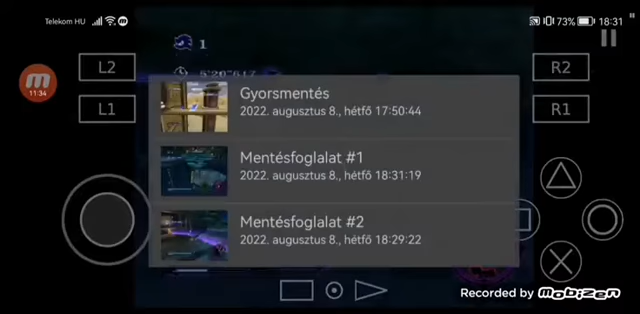 Telekom HU
73%
18:31
1
L2
R2
11:34
L1
R1
Gyorsmentés
2022. augusztus 8., hétfő 17:50:44
Mentésfoglalat #1
2022. augusztus 8., hétfő 18:31:19
Mentésfoglalat #2
2022. augusztus 8., hétfő 18:29:22
Recorded by mobizen